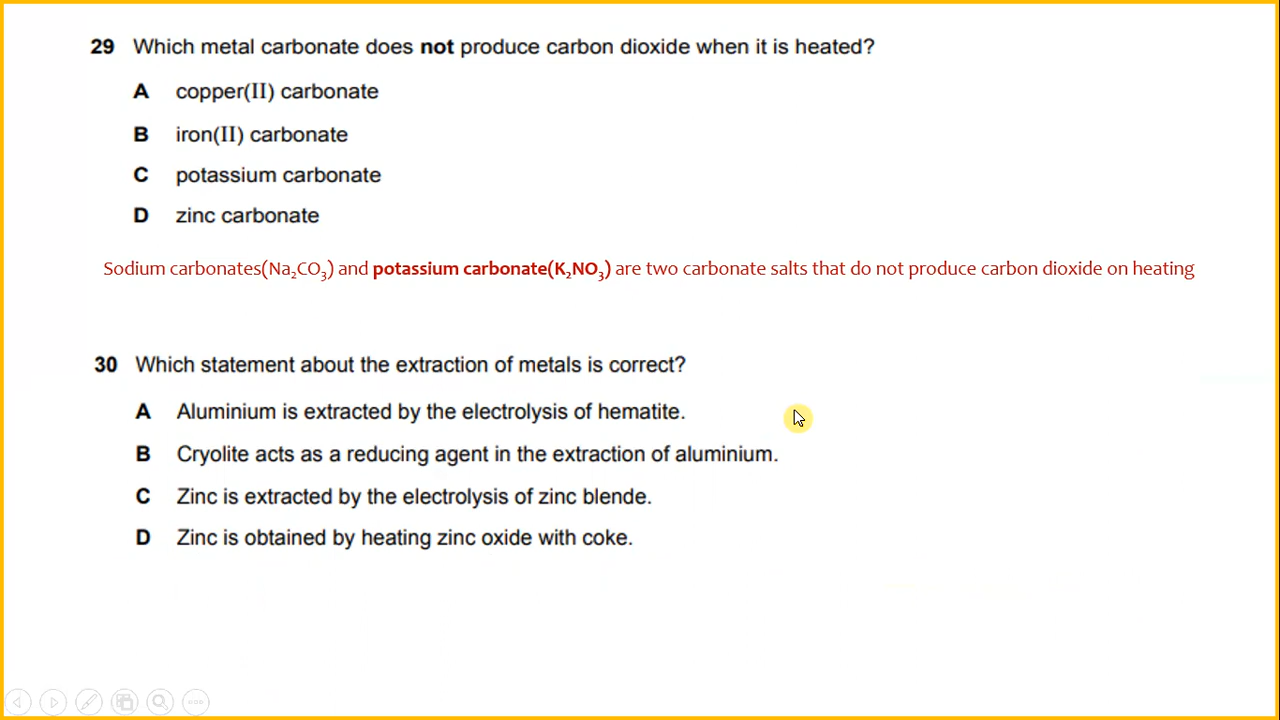 29 Which metal carbonate does not produce carbon dioxide when it is heated?
A copper(II) carbonate
B iron(II) carbonate
C potassium carbonate
D zinc carbonate
Sodium carbonates(Na₂CO₃) and potassium carbonate(K₂NO₃) are two carbonate salts that do not produce carbon dioxide on heating
30 Which statement about the extraction of metals is correct?
A Aluminium is extracted by the electrolysis of hematite.
B Cryolite acts as a reducing agent in the extraction of aluminium.
C Zinc is extracted by the electrolysis of zinc blende.
D Zinc is obtained by heating zinc oxide with coke.